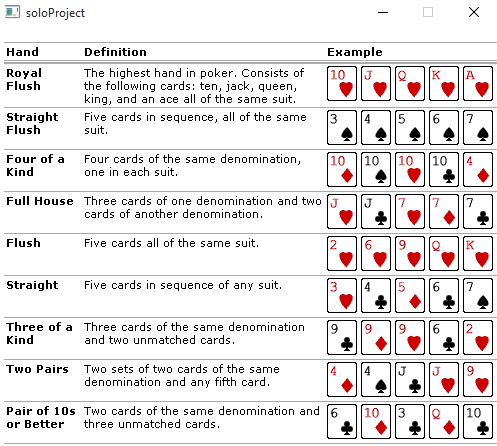 soloProject
Hand Definition Example
Royal The highest hand in poker. Consists of 10 J Q K A
Flush the following cards: ten, jack, queen,
king, and an ace all of the same suit.
Straight Five cards in sequence, all of the same 3 4 5 6 7
Flush suit.
Four of a Four cards of the same denomination, 10 10 10 10 4
Kind one in each suit.
Full House Three cards of one denomination and two J J 7 7 7
cards of another denomination.
Flush Five cards all of the same suit. 2 6 9 Q K
Straight Five cards in sequence of any suit. 3 4 5 6 7
Three of a Three cards of the same denomination 9 9 9 6 2
Kind and two unmatched cards.
Two Pairs Two sets of two cards of the same 4 4 J J 9
denomination and any fifth card.
Pair of 10s Two cards of the same denomination and 6 10 3 Q 10
or Better three unmatched cards.